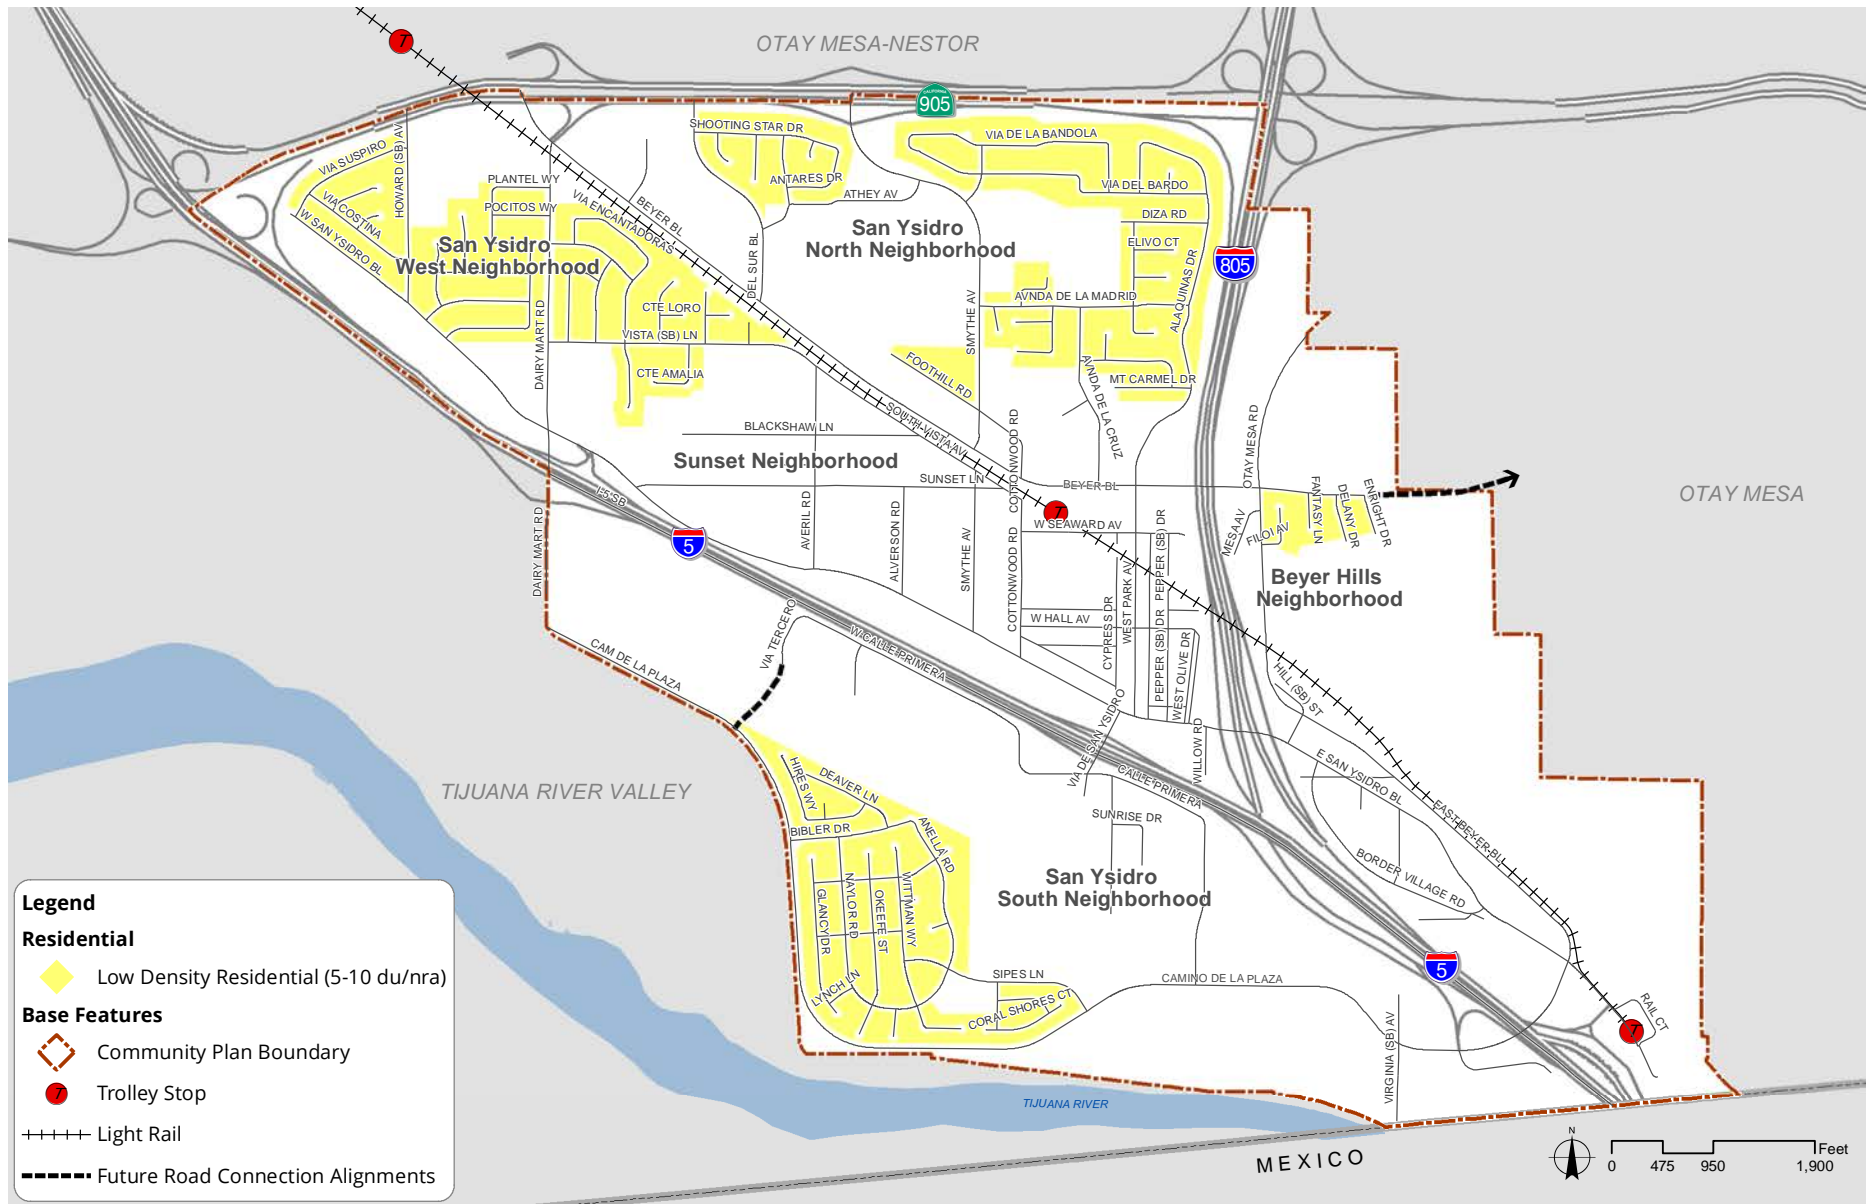 OTAY MESA-NESTOR
CALIFORNIA
905
SHOOTING STAR DR
VIA DE LA BANDOLA
VIA SUSPIRO
HOWARD (SB) AV
PLANTEL WY
ANTARES DR
VIA DEL BARDO
VIA COSTINA
POCITOS WY
VIA ENCANTADORAS
BEYER BL
ATHEY AV
DIZA RD
W SAN YSIDRO BL
San Ysidro
West Neighborhood
San Ysidro
North Neighborhood
ELIVO CT
DEL SUR BL
805
ALAQUINAS DR
CTE LORO
AVNDA DE LA MADRID
SMYTHE AV
DAIRY MART RD
VISTA (SB) LN
CTE AMALIA
FOOTHILL RD
MT CARMEL DR
AVNDA DE LA CRUZ
SOUTH VISTA AV
BLACKSHAW LN
COTTONWOOD RD
OTAY MESA RD
Sunset Neighborhood
SUNSET LN
BEYER BL
FANTASY LN
DELANY DR
ENRIGHT DR
OTAY MESA
I-5 SB
DAIRY MART RD
5
AVERIL RD
ALVERSON RD
SMYTHE AV
COTTONWOOD RD
W SEAWARD AV
PEPPER (SB) DR
MESA AV
FILOI AV
Beyer Hills
Neighborhood
WEST PARK AV
CYPRESS DR
W HALL AV
PEPPER (SB) DR
WEST OLIVE DR
VIA TERCERO
W CALLE PRIMERA
CAM DE LA PLAZA
HILL (SB) ST
VIA DE SAN YSIDRO
WILLOW RD
CALLE PRIMERA
E SAN YSIDRO BL
TIJUANA RIVER VALLEY
HIRES WY
DEAVER LN
BIBLER DR
ANELLA RD
SUNRISE DR
EAST BEYER BL
BORDER VILLAGE RD
San Ysidro
South Neighborhood
GLANCY DR
NAYLOR RD
OKEEFE ST
WITTMAN WY
5
LYNCH LN
SIPES LN
CORAL SHORES CT
CAMINO DE LA PLAZA
RAIL CT
VIRGINIA (SB) AV
TIJUANA RIVER
MEXICO
Legend
Residential
Low Density Residential (5-10 du/nra)
Base Features
Community Plan Boundary
Trolley Stop
Light Rail
Future Road Connection Alignments
N
Feet
0 475 950 1,900